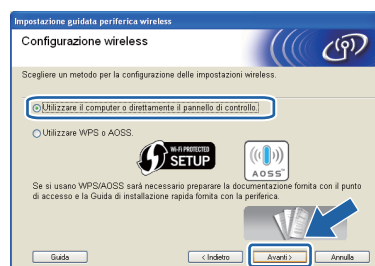 Impostazione guidata periferica wireless
Configurazione wireless
Scegliere un metodo per la configurazione delle impostazioni wireless.
Utilizzare il computer o direttamente il pannello di controllo.
Utilizzare WPS o AOSS.
Wi-Fi PROTECTED
SETUP
AOSS
Se si usano WPS/AOSS sarà necessario preparare la documentazione fornita con il punto
di accesso e la Guida di installazione rapida fornita con la periferica.
Guida
< Indietro
Avanti >
Annulla